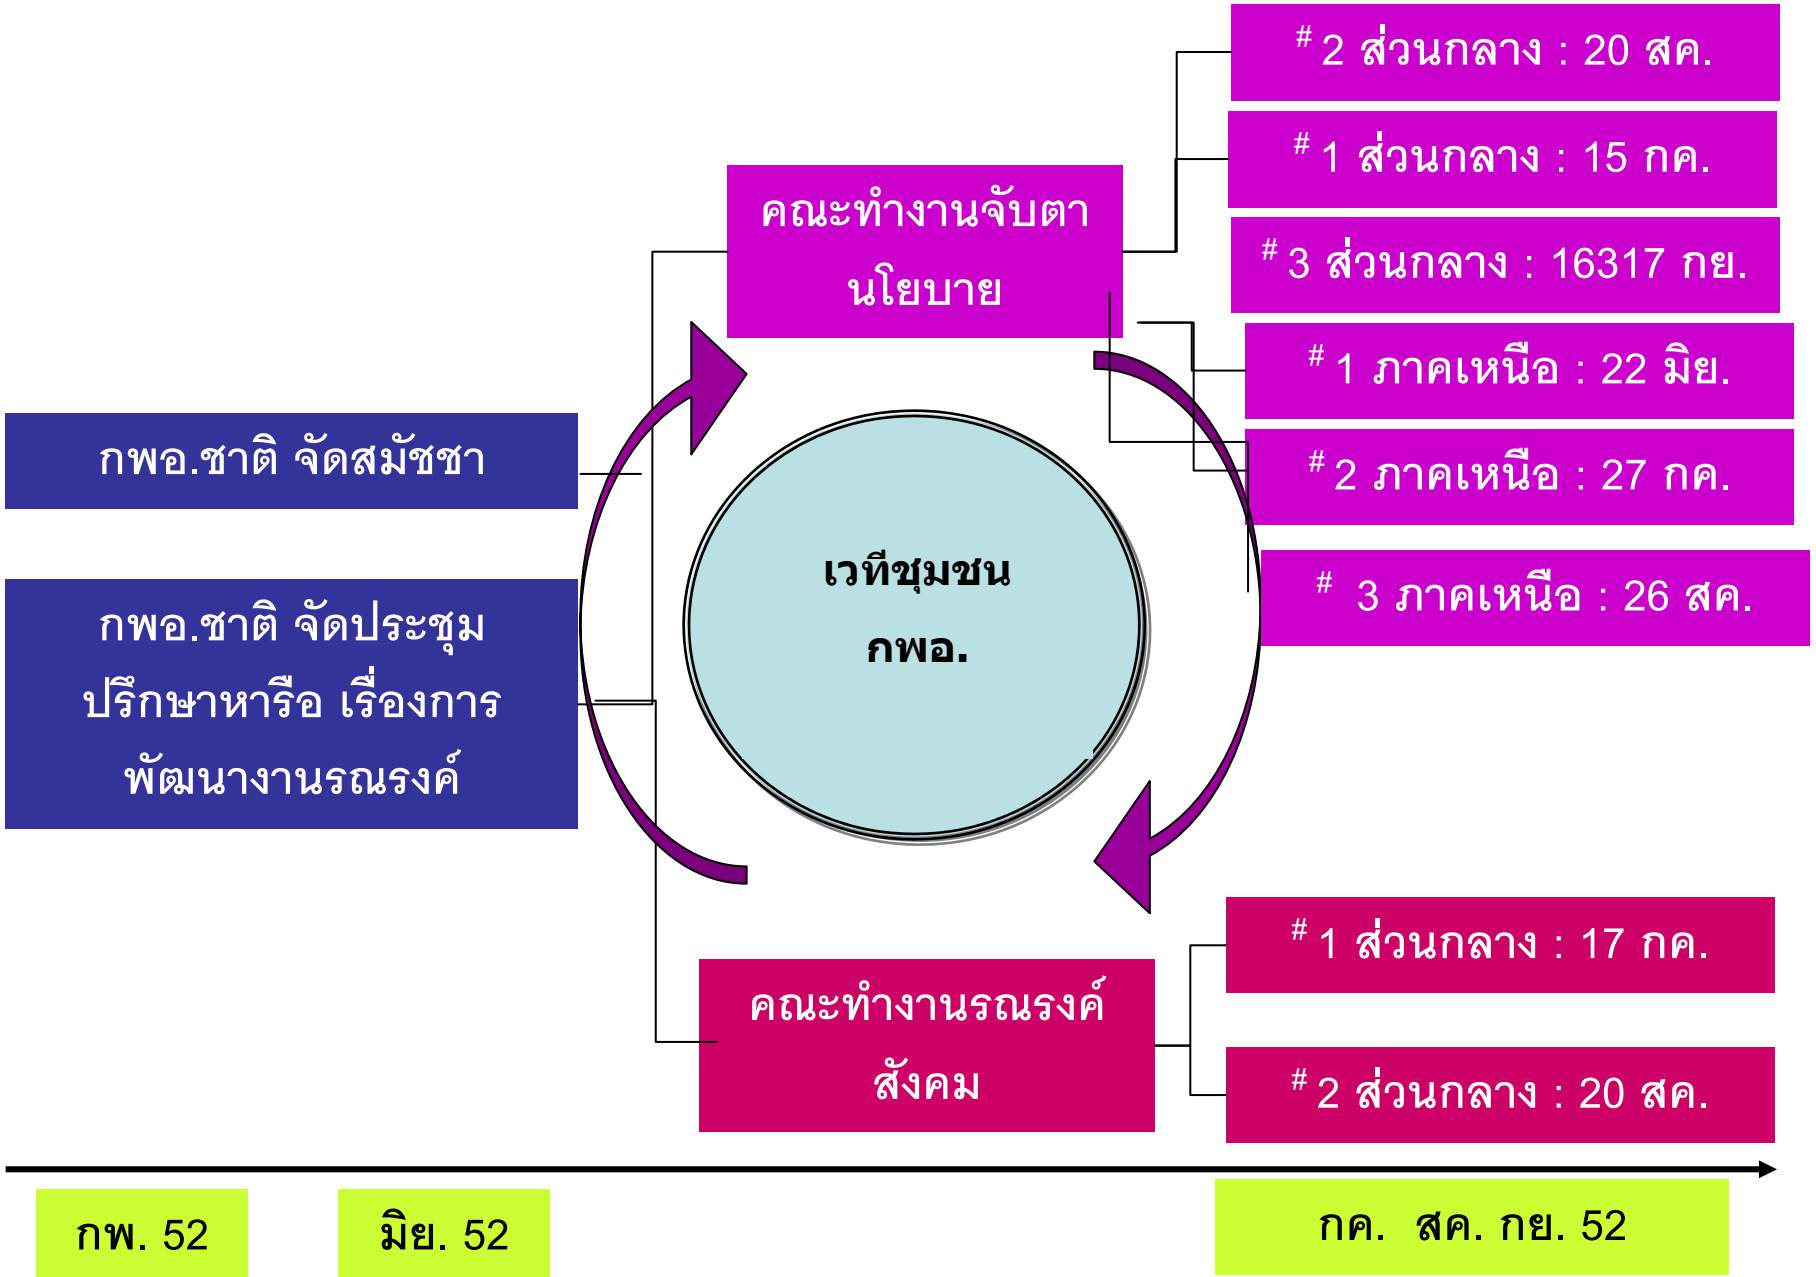 # 2 ส่วนกลาง : 20 สค.
# 1 ส่วนกลาง : 15 กค.
คณะทำงานจับตา
นโยบาย
# 3 ส่วนกลาง : 16317 กย.
# 1 ภาคเหนือ : 22 มิย.
# 2 ภาคเหนือ : 27 กค.
# 3 ภาคเหนือ : 26 สค.
กพอ.ชาติ จัดสมัชชา
กพอ.ชาติ จัดประชุม
ปรึกษาหารือ เรื่องการ
พัฒนางานรณรงค์
เวทีชุมชน
กพอ.
# 1 ส่วนกลาง : 17 กค.
คณะทำงานรณรงค์
สังคม
# 2 ส่วนกลาง : 20 สค.
กพ. 52
มิย. 52
กค. สค. กย. 52